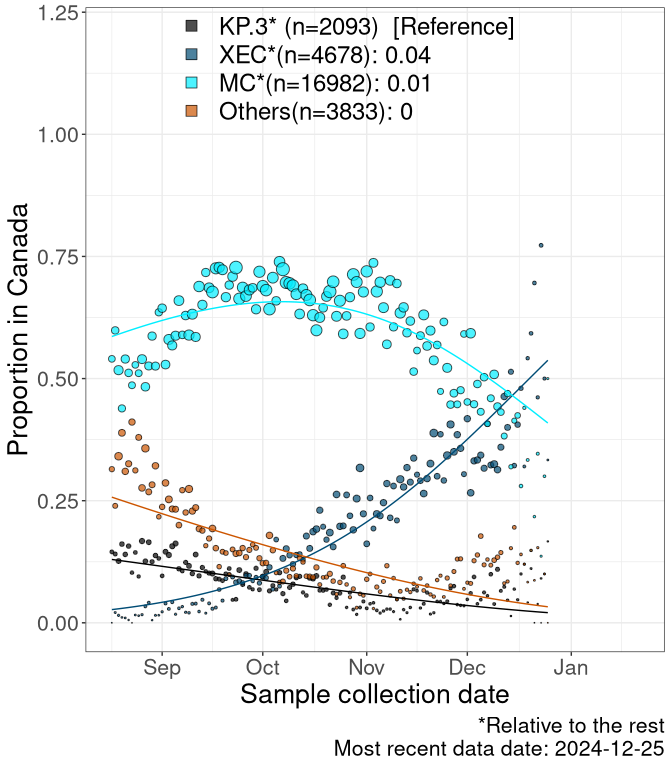 1.25
KP.3* (n=2093)  [Reference]
XEC*(n=4678): 0.04
MC*(n=16982): 0.01
Others(n=3833): 0
1.00
0.75
0.50
0.25
0.00
Proportion in Canada
Sep Oct Nov Dec Jan
Sample collection date
*Relative to the rest
Most recent data date: 2024-12-25